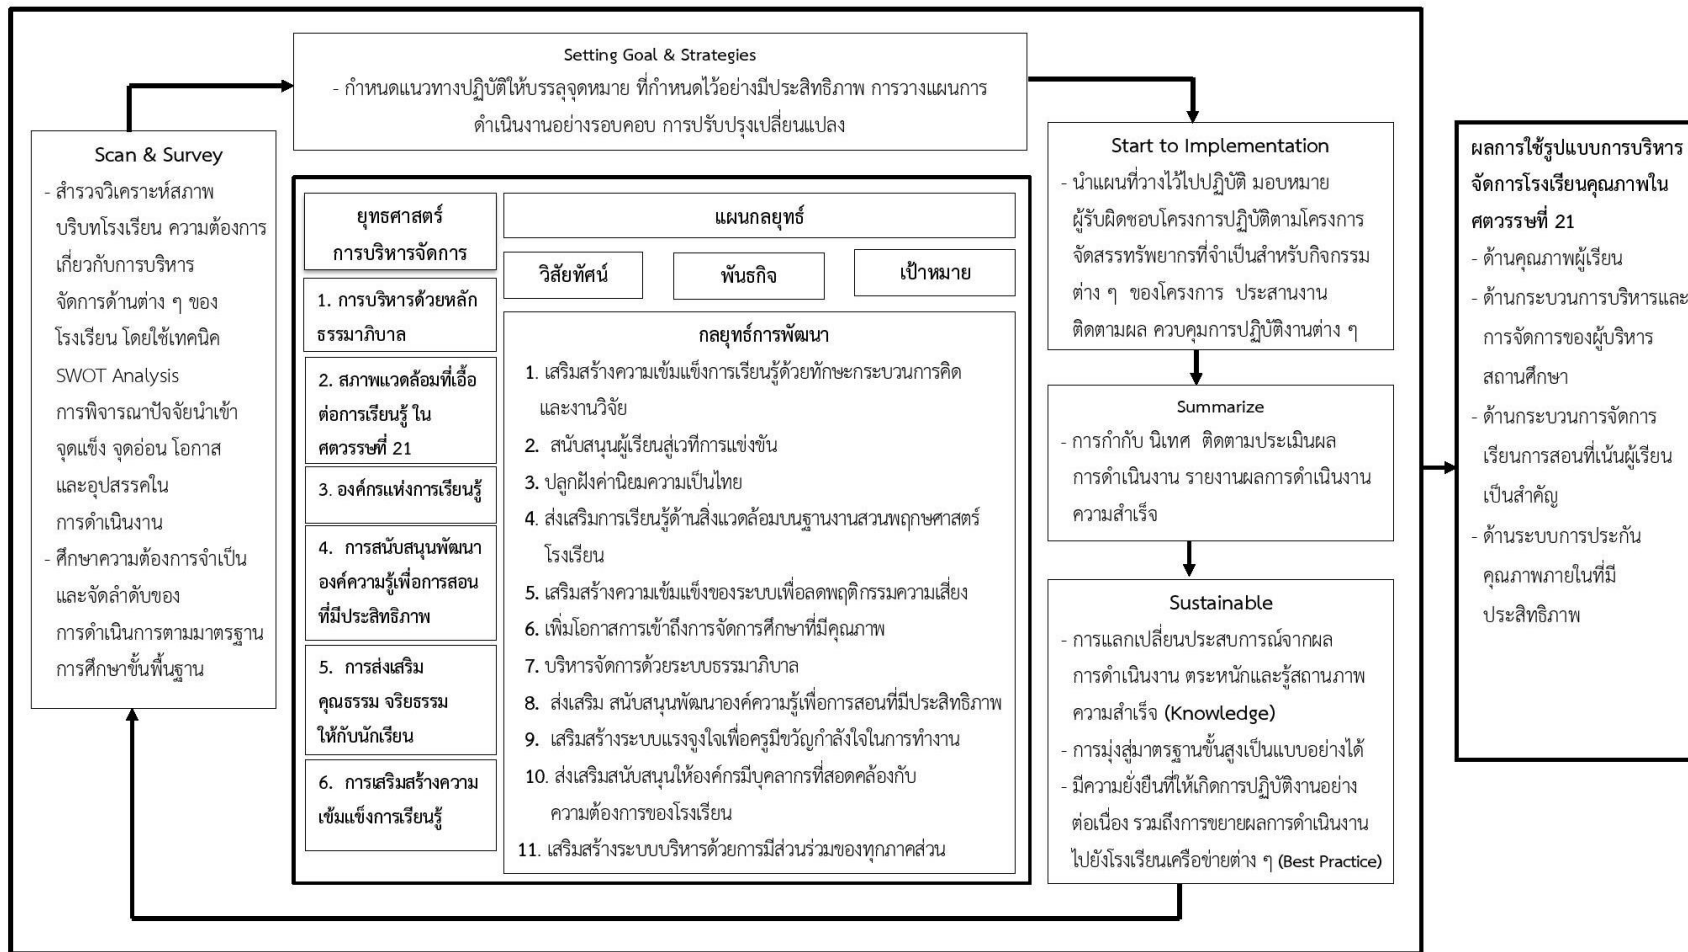 Setting Goal & Strategies
- กำหนดแนวทางปฏิบัติให้บรรลุจุดหมาย ที่กำหนดไว้อย่างมีประสิทธิภาพ การวางแผนการ
ดำเนินงานอย่างรอบคอบ การปรับปรุงเปลี่ยนแปลง
Scan & Survey
- สำรวจวิเคราะห์สภาพ
บริบทโรงเรียน ความต้องการ
เกี่ยวกับการบริหาร
จัดการด้านต่าง ๆ ของ
โรงเรียน โดยใช้เทคนิค
SWOT Analysis
การพิจารณาปัจจัยนำเข้า
จุดแข็ง จุดอ่อน โอกาส
และอุปสรรคใน
การดำเนินงาน
- ศึกษาความต้องการจำเป็น
และจัดลำดับของ
การดำเนินการตามมาตรฐาน
การศึกษาขั้นพื้นฐาน
ยุทธศาสตร์
การบริหารจัดการ
1. การบริหารด้วยหลัก
ธรรมาภิบาล
2. สภาพแวดล้อมที่เอื้อ
ต่อการเรียนรู้ ใน
ศตวรรษที่ 21
3. องค์กรแห่งการเรียนรู้
4. การสนับสนุนพัฒนา
องค์ความรู้เพื่อการสอน
ที่มีประสิทธิภาพ
5. การส่งเสริม
คุณธรรม จริยธรรม
ให้กับนักเรียน
6. การเสริมสร้างความ
เข้มแข็งการเรียนรู้
แผนกลยุทธ์
วิสัยทัศน์
พันธกิจ
เป้าหมาย
กลยุทธ์การพัฒนา
1. เสริมสร้างความเข้มแข็งการเรียนรู้ด้วยทักษะกระบวนการคิด
และงานวิจัย
2. สนับสนุนผู้เรียนสู่เวทีการแข่งขัน
3. ปลูกฝังค่านิยมความเป็นไทย
4. ส่งเสริมการเรียนรู้ด้านสิ่งแวดล้อมบนฐานงานสวนพฤกษศาสตร์
โรงเรียน
5. เสริมสร้างความเข้มแข็งของระบบเพื่อลดพฤติกรรมความเสี่ยง
6. เพิ่มโอกาสการเข้าถึงการจัดการศึกษาที่มีคุณภาพ
7. บริหารจัดการด้วยระบบธรรมาภิบาล
8. ส่งเสริม สนับสนุนพัฒนาองค์ความรู้เพื่อการสอนที่มีประสิทธิภาพ
9. เสริมสร้างระบบแรงจูงใจเพื่อครูมีขวัญกำลังใจในการทำงาน
10. ส่งเสริมสนับสนุนให้องค์กรมีบุคลากรที่สอดคล้องกับ
ความต้องการของโรงเรียน
11. เสริมสร้างระบบบริหารด้วยการมีส่วนร่วมของทุกภาคส่วน
Start to Implementation
- นำแผนที่วางไว้ไปปฏิบัติ มอบหมาย
ผู้รับผิดชอบโครงการปฏิบัติตามโครงการ
จัดสรรทรัพยากรที่จำเป็นสำหรับกิจกรรม
ต่าง ๆ ของโครงการ ประสานงาน
ติดตามผล ควบคุมการปฏิบัติงานต่าง ๆ
Summarize
- การกำกับ นิเทศ ติดตามประเมินผล
การดำเนินงาน รายงานผลการดำเนินงาน
ความสำเร็จ
Sustainable
- การแลกเปลี่ยนประสบการณ์จากผล
การดำเนินงาน ตระหนักและรู้สถานภาพ
ความสำเร็จ (Knowledge)
- การมุ่งสู่มาตรฐานขั้นสูงเป็นแบบอย่างได้
- มีความยั่งยืนที่ให้เกิดการปฏิบัติงานอย่าง
ต่อเนื่อง รวมถึงการขยายผลการดำเนินงาน
ไปยังโรงเรียนเครือข่ายต่าง ๆ (Best Practice)
ผลการใช้รูปแบบการบริหาร
จัดการโรงเรียนคุณภาพใน
ศตวรรษที่ 21
- ด้านคุณภาพผู้เรียน
- ด้านกระบวนการบริหารและ
การจัดการของผู้บริหาร
สถานศึกษา
- ด้านกระบวนการจัดการ
เรียนการสอนที่เน้นผู้เรียน
เป็นสำคัญ
- ด้านระบบการประกัน
คุณภาพภายในที่มี
ประสิทธิภาพ